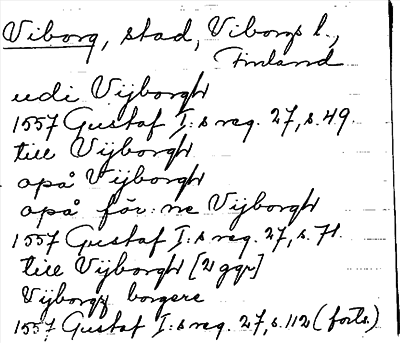 Viborg, stad, Viborgs l.,
Finland
udi Vijborgh
1557 Gustaf I:s reg. 27, s. 49.
till Vijborgh
opå Vijborgh
opå för:ne Vijborgh
1557 Gustaf I:s reg. 27, s. 71.
till Vijborgh [2 ggr]
Vijborgz borgere
1557 Gustaf I:s reg. 27, s. 112 (forts.)